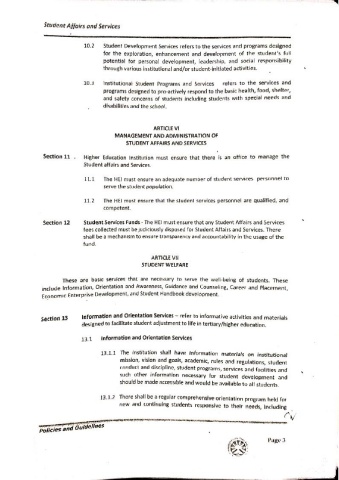 Student Affairs and Services
10.2 Student Development Services refers to the services and programs designed
for the exploration, enhancement and development of the student's full
potential for personal development, leadership, and social responsibility
through various institutional and/or student-initiated activities.
10.3 Institutional Student Programs and Services refers to the services and
programs designed to pro-actively respond to the basic health, food, shelter,
and safety concerns of students including students with special needs and
disabilities and the school.
ARTICLE VI
MANAGEMENT AND ADMINISTRATION OF
STUDENT AFFAIRS AND SERVICES
Section 11 . Higher Education Institution must ensure that there is an office to manage the
Student affairs and Services.
11.1 The HEI must ensure an adequate number of student services personnel to
serve the student population.
11.2 The HEI must ensure that the student services personnel are qualified, and
competent.
Section 12 Student Services Funds - The HEI must ensure that any Student Affairs and Services
fees collected must be judiciously disposed for Student Affairs and Services. There
shall be a mechanism to ensure transparency and accountability in the usage of the
fund.
ARTICLE VII
STUDENT WELFARE
These are basic services that are necessary to serve the well-being of students. These
include Information, Orientation and Awareness, Guidance and Counseling, Career and Placement,
Economic Enterprise Development, and Student Handbook development.
Section 13 Information and Orientation Services – refer to informative activities and materials
designed to facilitate student adjustment to life in tertiary/higher education.
13.1 Information and Orientation Services
13.1.1 The institution shall have information materials on institutional
mission, vision and goals, academic, rules and regulations, student
conduct and discipline, student programs, services and facilities and
such other information necessary for student development and
should be made accessible and would be available to all students.
13.1.2 There shall be a regular comprehensive orientation program held for
new and continuing students responsive to their needs, including
Policies and Guidelines
Page 3